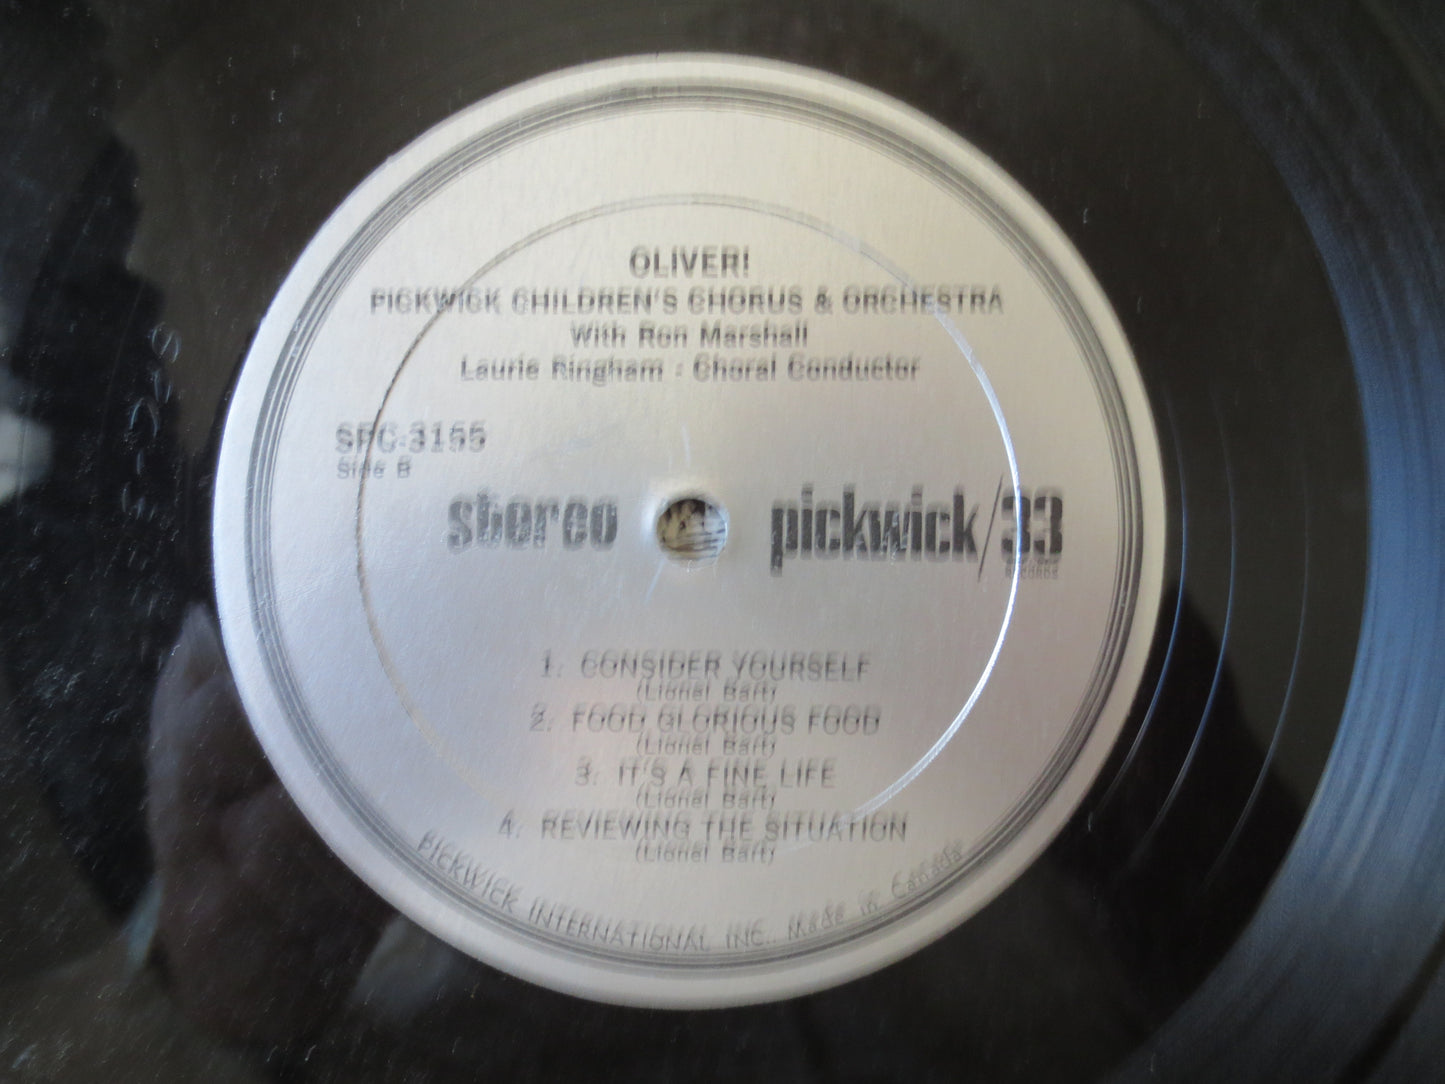 OLIVER!
PICKWICK CHILDREN'S CHORUS & ORCHESTRA
With Ron Marshall
Laurie Bingham - Choral Conductor
SPC-3155
Side B
stereo
pickwick/33
RECORDS
1. CONSIDER YOURSELF
(Lionel Bart)
2. FOOD GLORIOUS FOOD
(Lionel Bart)
3. IT'S A FINE LIFE
(Lionel Bart)
4. REVIEWING THE SITUATION
(Lionel Bart)
PICKWICK INTERNATIONAL INC. Made in Canada